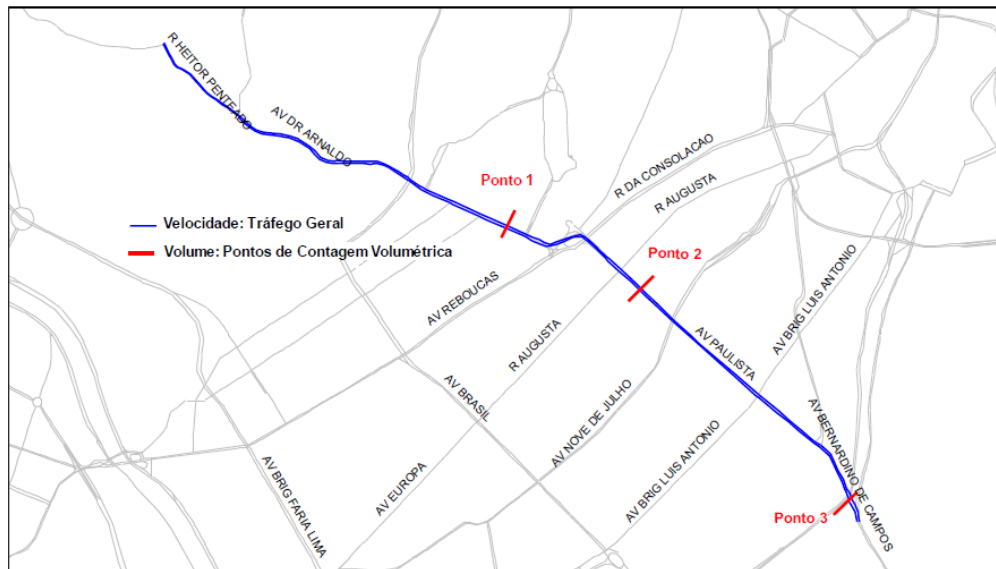 R HEITOR PENTEADO
AV DR ARNALDO
Ponto 1
R DA CONSOLACAO
R AUGUSTA
Velocidade: Tráfego Geral
Volume: Pontos de Contagem Volumétrica
Ponto 2
AV REBOUCAS
AV BRIG LUIS ANTONIO
R AUGUSTA
AV PAULISTA
AV BRASIL
AV NOVE DE JULHO
AV BERNARDINO DE CAMPOS
AV BRIG LUIS ANTONIO
AV EUROPA
AV BRIG FARIA LIMA
Ponto 3